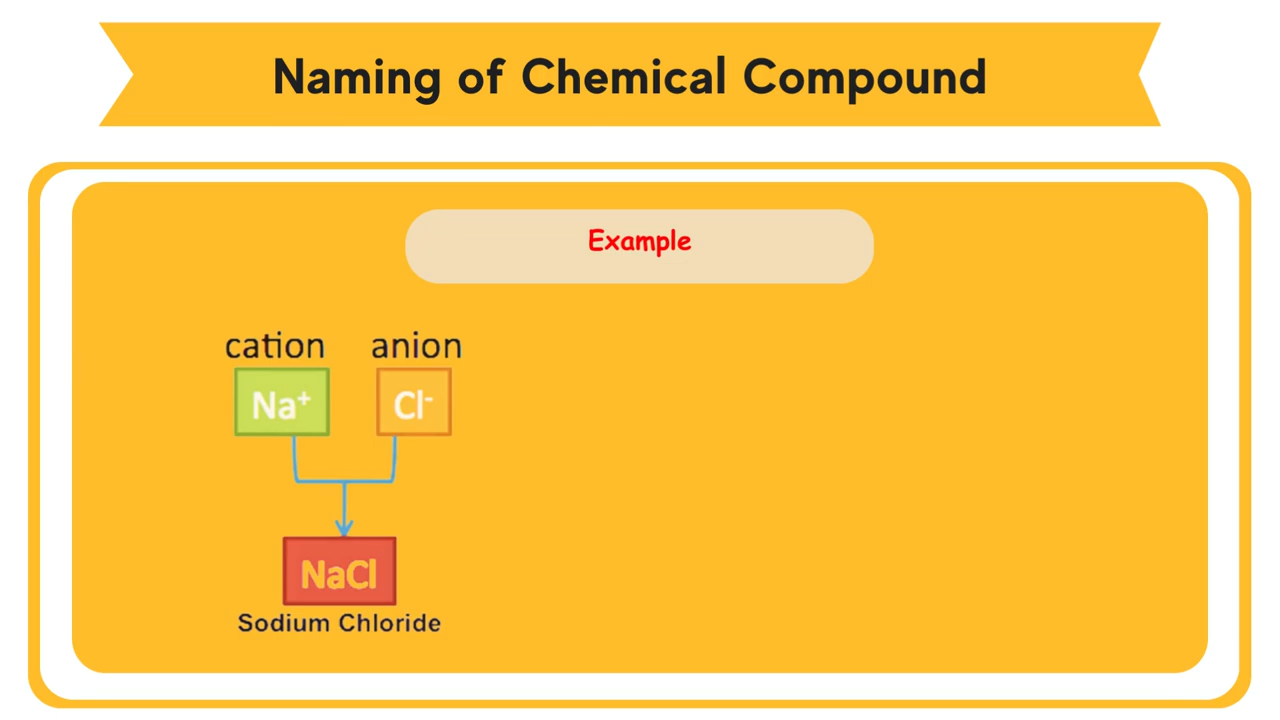 Naming of Chemical Compound
Example
cation anion
Na⁺ Cl⁻
NaCl
Sodium Chloride